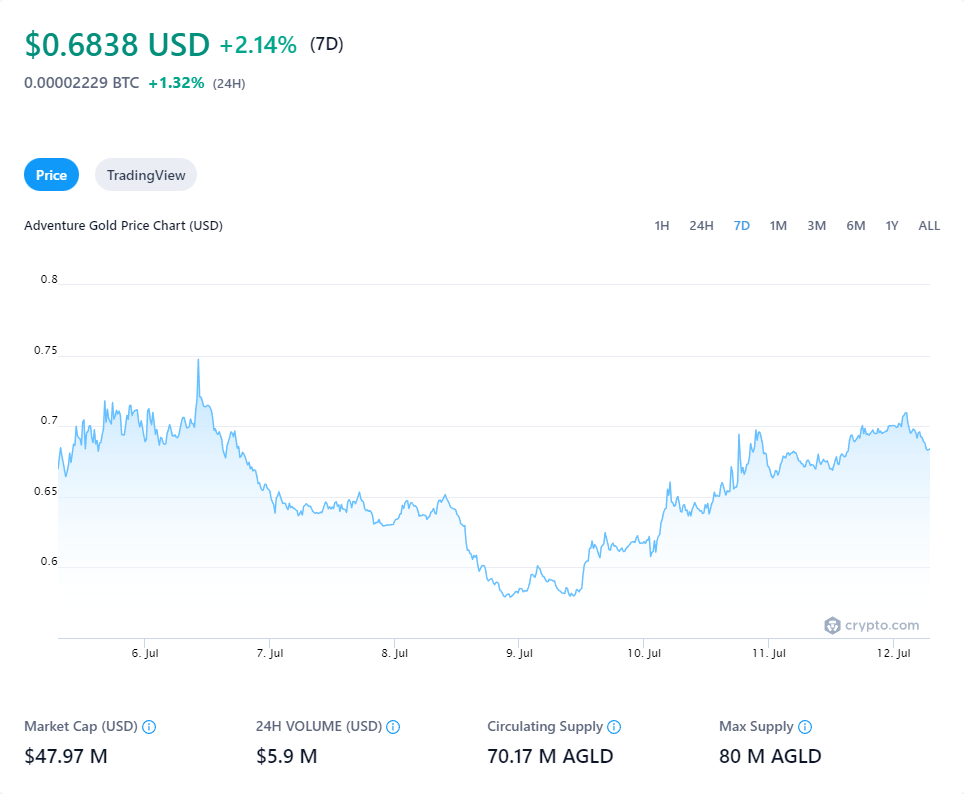 $0.6838 USD +2.14% (7D)
0.00002229 BTC +1.32% (24H)
Price TradingView
Adventure Gold Price Chart (USD) 1H 24H 7D 1M 3M 6M 1Y ALL
0.8
0.75
0.7
0.65
0.6
crypto.com
6. Jul 7. Jul 8. Jul 9. Jul 10. Jul 11. Jul 12. Jul
Market Cap (USD) 24H VOLUME (USD) Circulating Supply Max Supply
$47.97 M $5.9 M 70.17 M AGLD 80 M AGLD